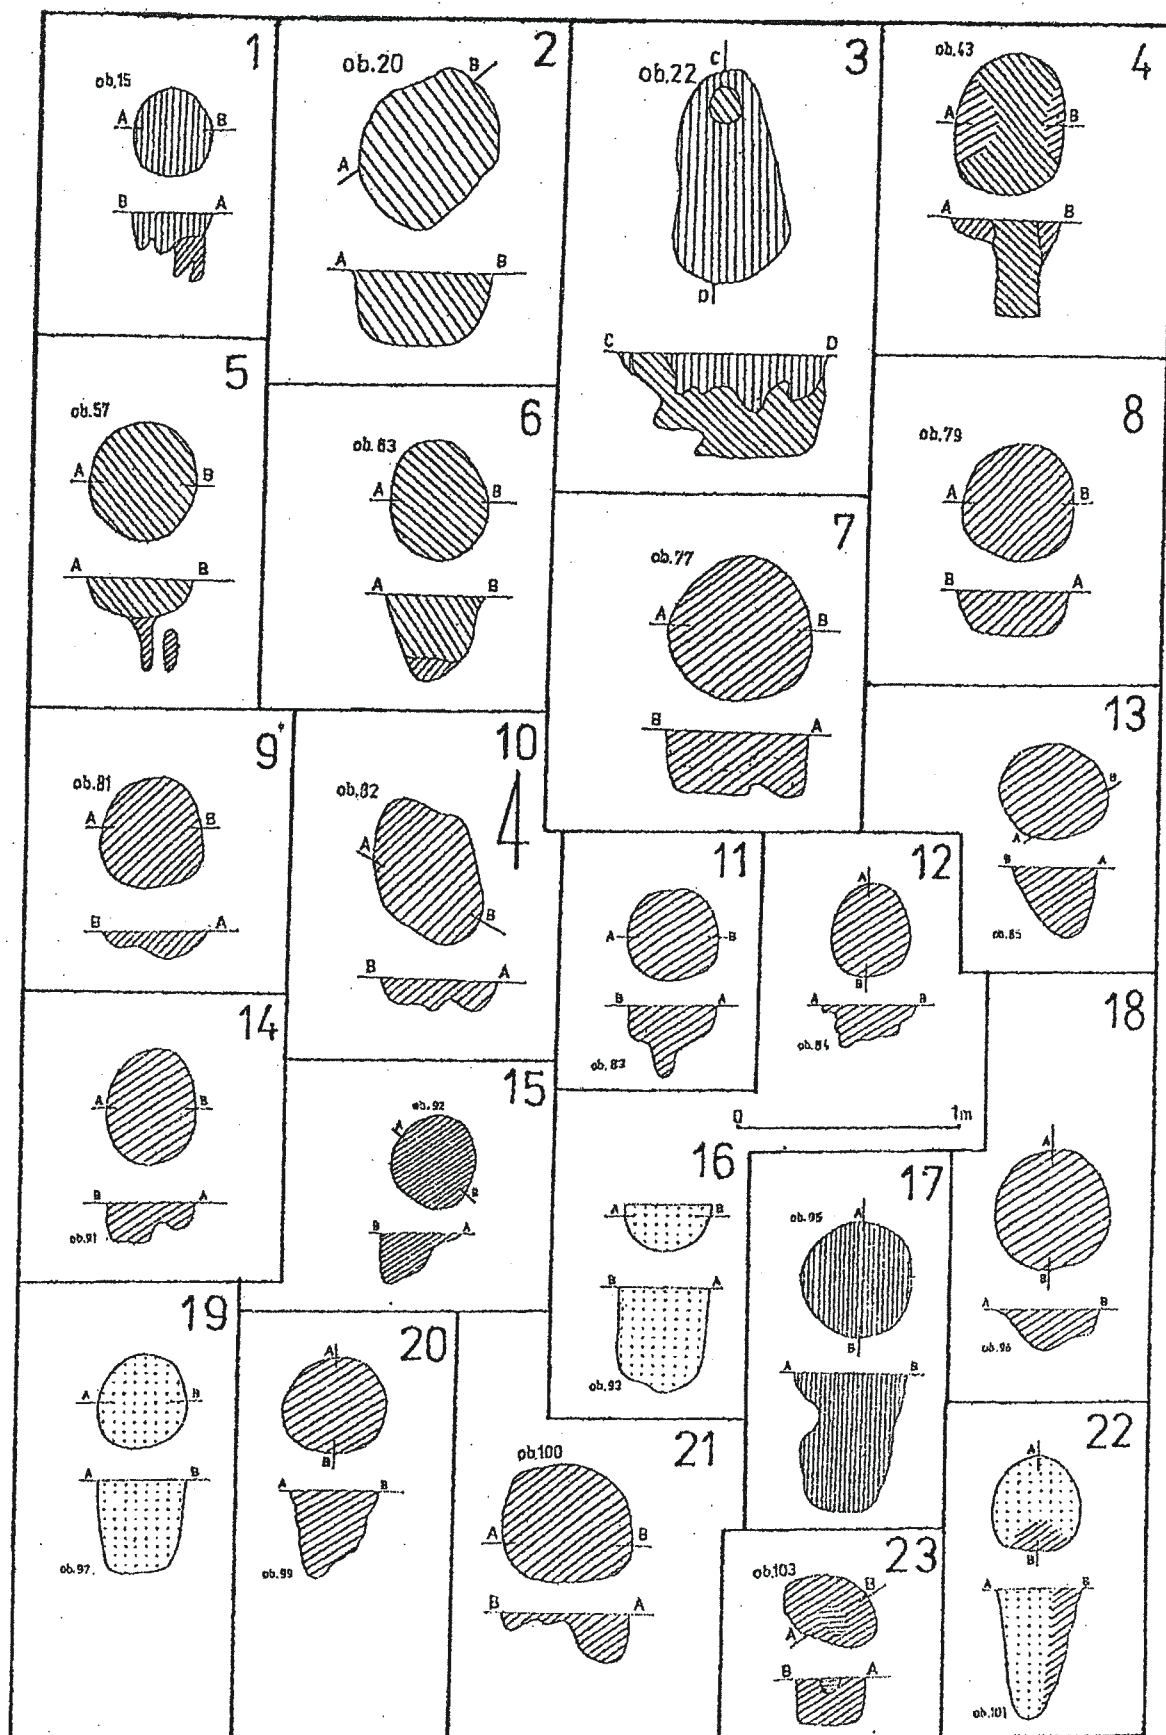 1
ob.15
A B
B A
2
ob.20
B
A
A B
3
ob.22
C
D
C D
4
ob.43
A B
A B
5
ob.57
A B
A B
6
ob.63
A B
A B
7
ob.77
A B
B A
8
ob.79
A B
B A
9
ob.81
A B
B A
10
ob.82
A
B
B A
11
A B
B A
ob.83
12
A
B
A B
ob.84
13
B
A
B A
ob.85
14
A B
B A
ob.91
15
ob.92
A
B
B A
0 1m
16
A B
B A
ob.93
17
ob.95
A
B
A B
18
A
B
A B
ob.96
19
A B
A B
ob.97
20
A
B
A B
ob.99
21
ob.100
A B
B A
22
A
B
A B
ob.101
23
ob.103
B
A
B A